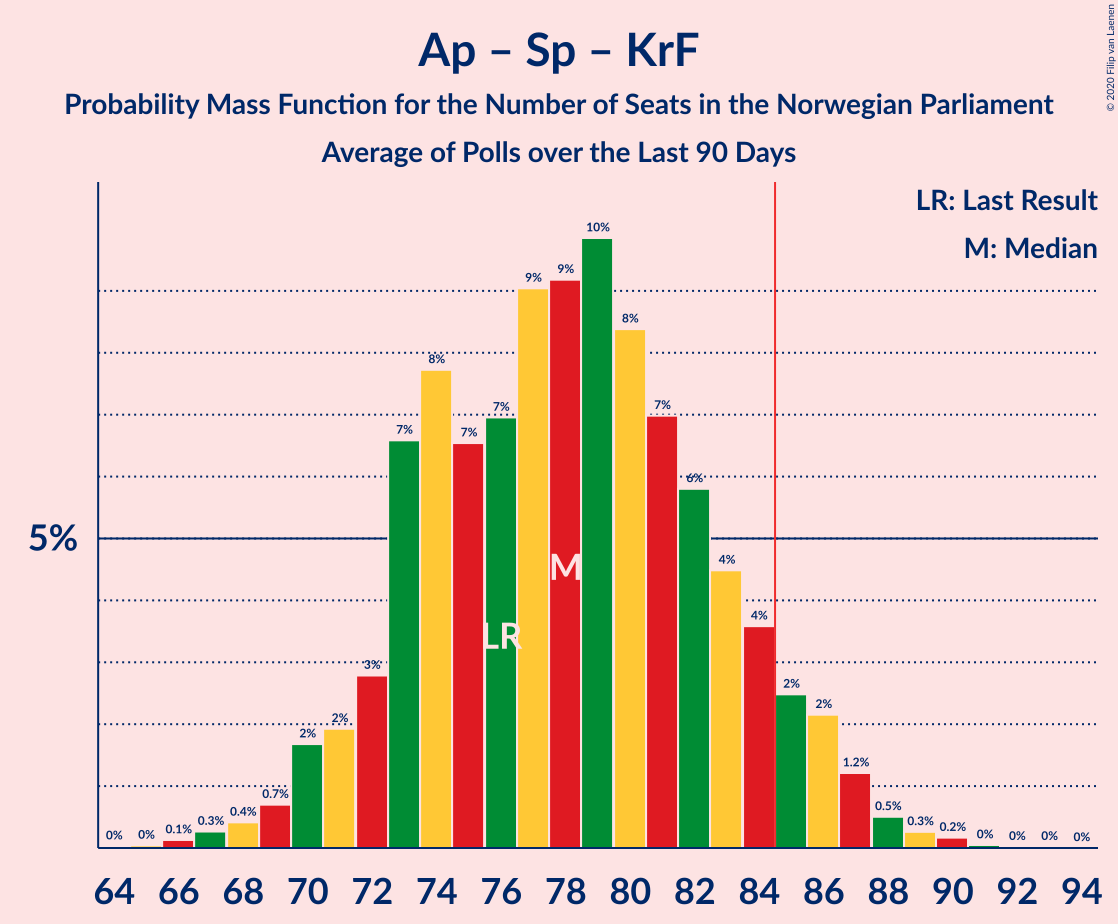 Ap – Sp – KrF
Probability Mass Function for the Number of Seats in the Norwegian Parliament
Average of Polls over the Last 90 Days
© 2020 Filip van Laenen
LR: Last Result
M: Median
5%
0% 0% 0.1% 0.3% 0.4% 0.7% 2% 2% 3% 7% 8% 7% 7% 9% 9% 10% 8% 7% 6% 4% 4% 2% 2% 1.2% 0.5% 0.3% 0.2% 0% 0% 0% 0%
M
LR
64 66 68 70 72 74 76 78 80 82 84 86 88 90 92 94